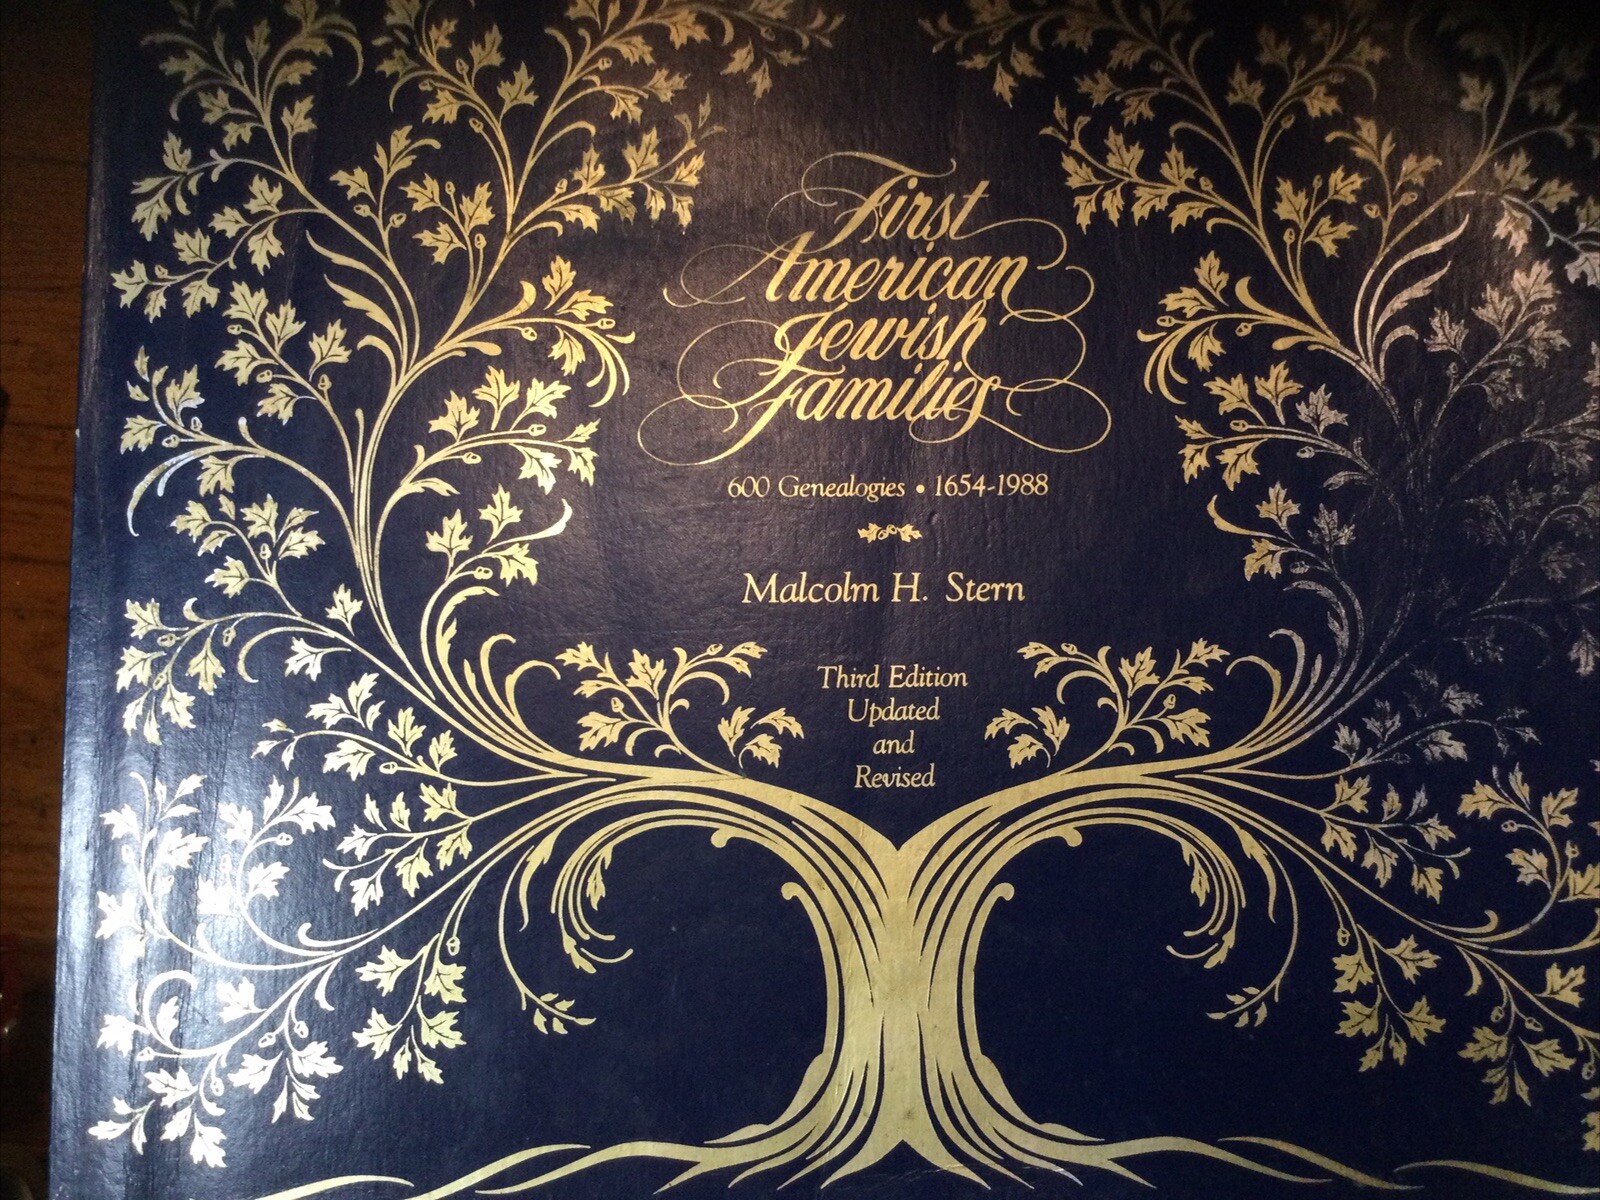 First
American
Jewish
Families
600 Genealogies • 1654-1988
Malcolm H. Stern
Third Edition
Updated
and
Revised